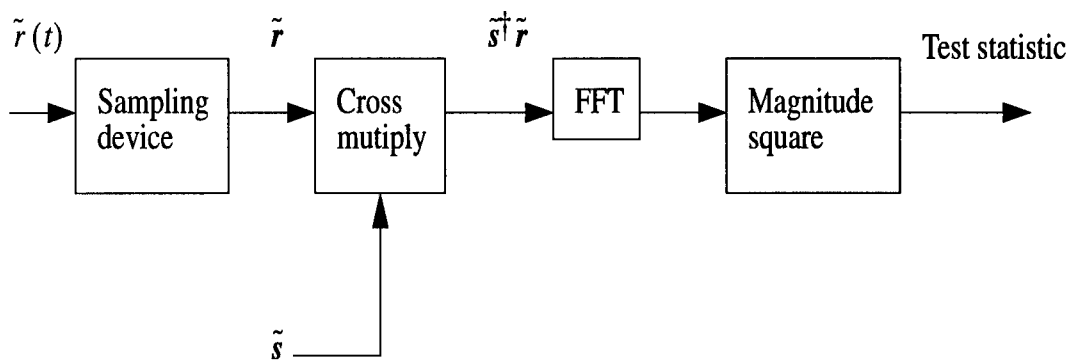 r̃ (t)
r̃
s̃† r̃
Test statistic
Sampling
device
Cross
mutiply
FFT
Magnitude
square
s̃